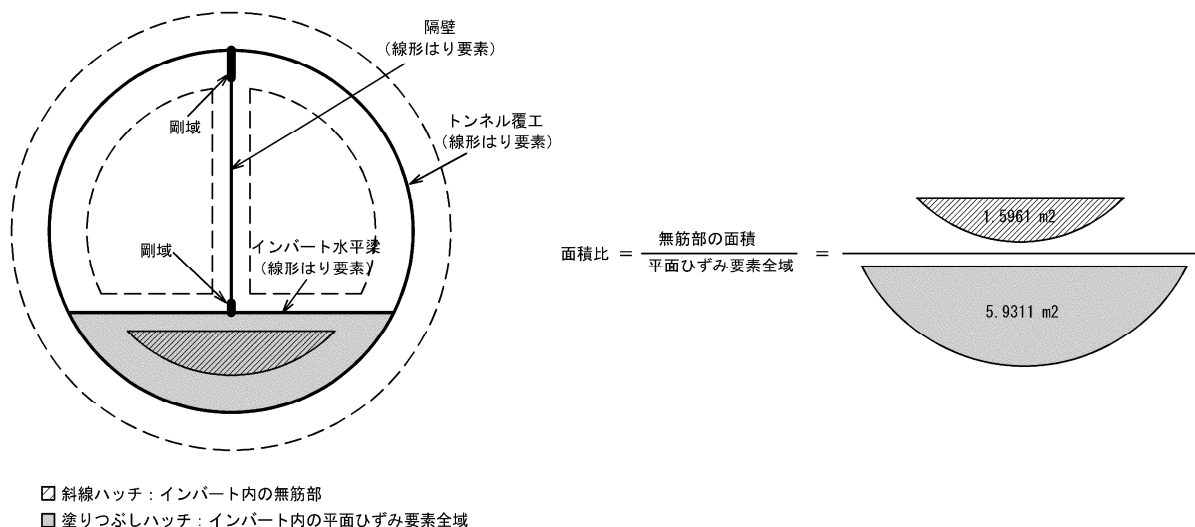 隔壁
(線形はり要素)
剛域
トンネル覆工
(線形はり要素)
剛域
インバート水平梁
(線形はり要素)
面積比 = 無筋部の面積
平面ひずみ要素全域
= 1.5961 m2
5.9311 m2
斜線ハッチ：インバート内の無筋部
塗りつぶしハッチ：インバート内の平面ひずみ要素全域